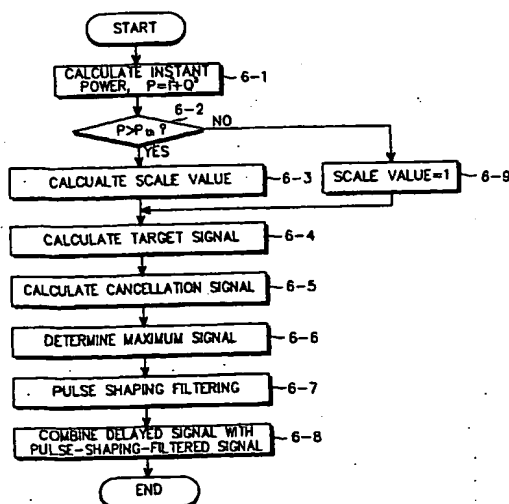 START
CALCULATE INSTANT
POWER, P=I²+Q²
6-1
6-2
P>Pth ?
NO
YES
CALCUALTE SCALE VALUE
6-3
SCALE VALUE=1
6-9
CALCULATE TARGET SIGNAL
6-4
CALCULATE CANCELLATION SIGNAL
6-5
DETERMINE MAXIMUM SIGNAL
6-6
PULSE SHAPING FILTERING
6-7
COMBINE DELAYED SIGNAL WITH
PULSE-SHAPING-FILTERED SIGNAL
6-8
END